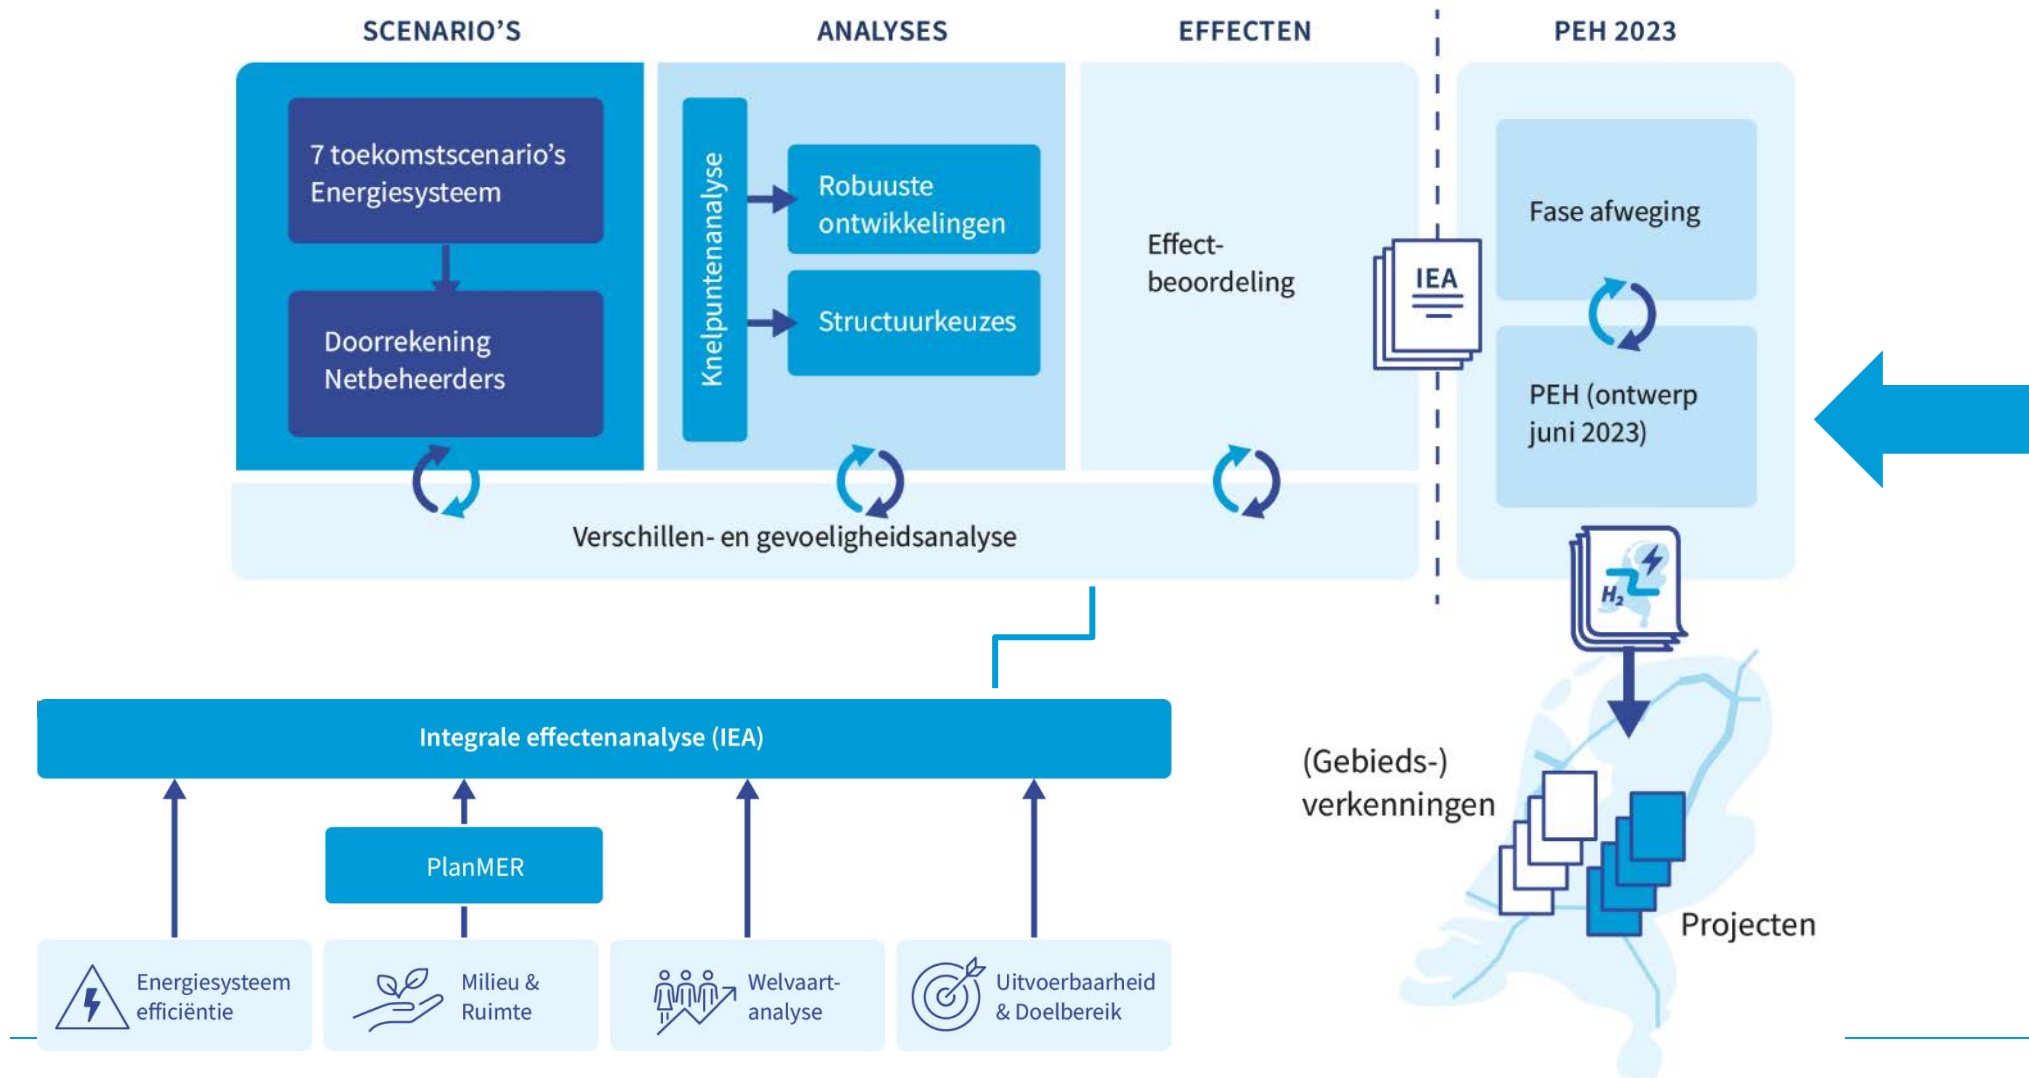 SCENARIO’S
ANALYSES
EFFECTEN
PEH 2023
7 toekomstscenario’s
Energiesysteem
Doorrekening
Netbeheerders
Knelpuntenanalyse
Robuuste
ontwikkelingen
Structuurkeuzes
Effect-
beoordeling
IEA
Fase afweging
PEH (ontwerp
juni 2023)
Verschillen- en gevoeligheidsanalyse
H₂
Integrale effectenanalyse (IEA)
PlanMER
Energiesysteem
efficiëntie
Milieu &
Ruimte
Welvaart-
analyse
Uitvoerbaarheid
& Doelbereik
(Gebieds-)
verkenningen
Projecten